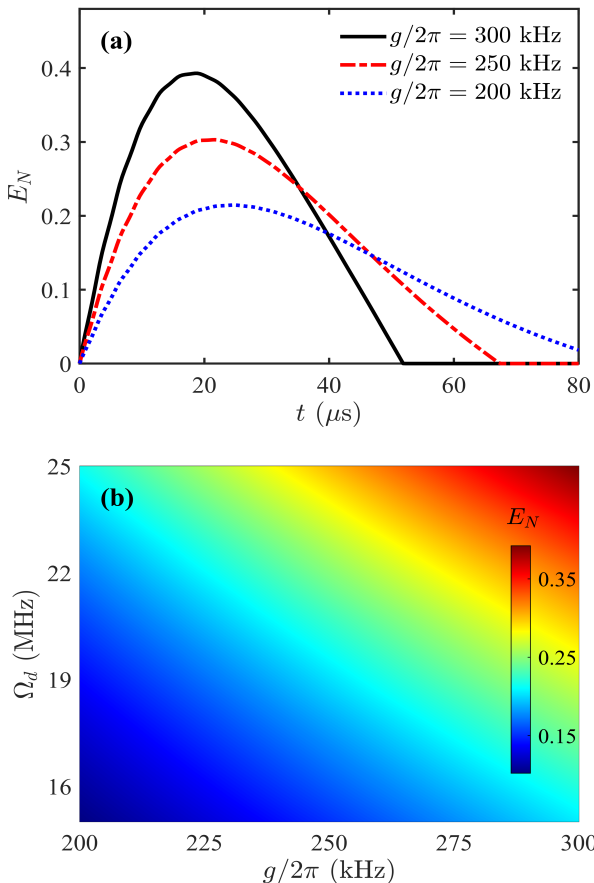 (a)
g/2π = 300 kHz
g/2π = 250 kHz
g/2π = 200 kHz
E_N
0.4
0.3
0.2
0.1
0
0 20 40 60 80
t (μs)
(b)
E_N
0.35
0.25
0.15
Ω_d (MHz)
25
22
19
16
200 225 250 275 300
g/2π (kHz)